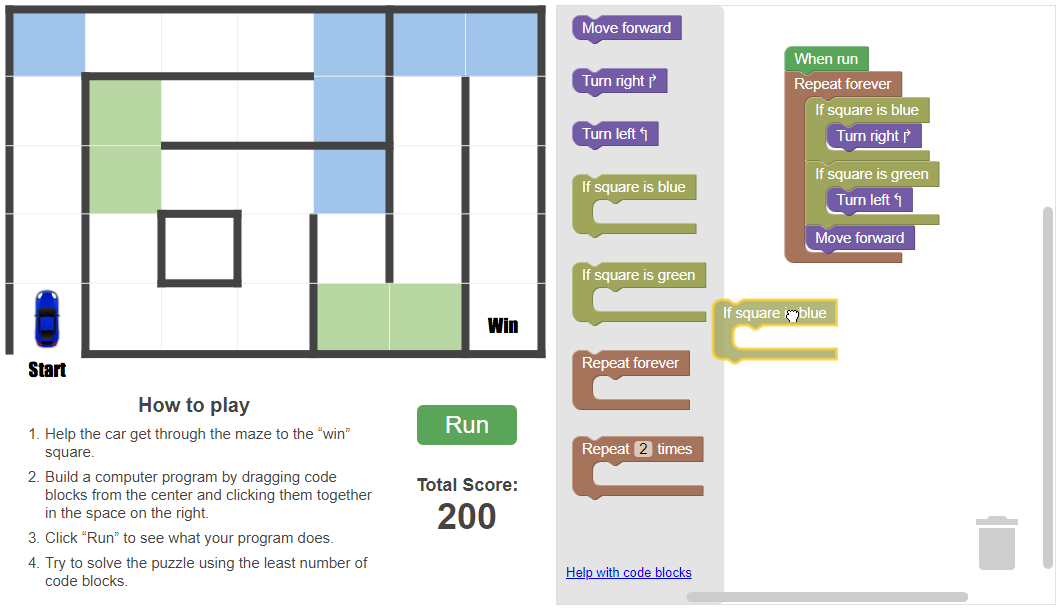 Win
Start
How to play
1. Help the car get through the maze to the “win”
square.
2. Build a computer program by dragging code
blocks from the center and clicking them together
in the space on the right.
3. Click “Run” to see what your program does.
4. Try to solve the puzzle using the least number of
code blocks.
Run
Total Score:
200
Move forward
Turn right
Turn left
If square is blue
If square is green
Repeat forever
Repeat 2 times
Help with code blocks
When run
Repeat forever
If square is blue
Turn right
If square is green
Turn left
Move forward
If square is blue